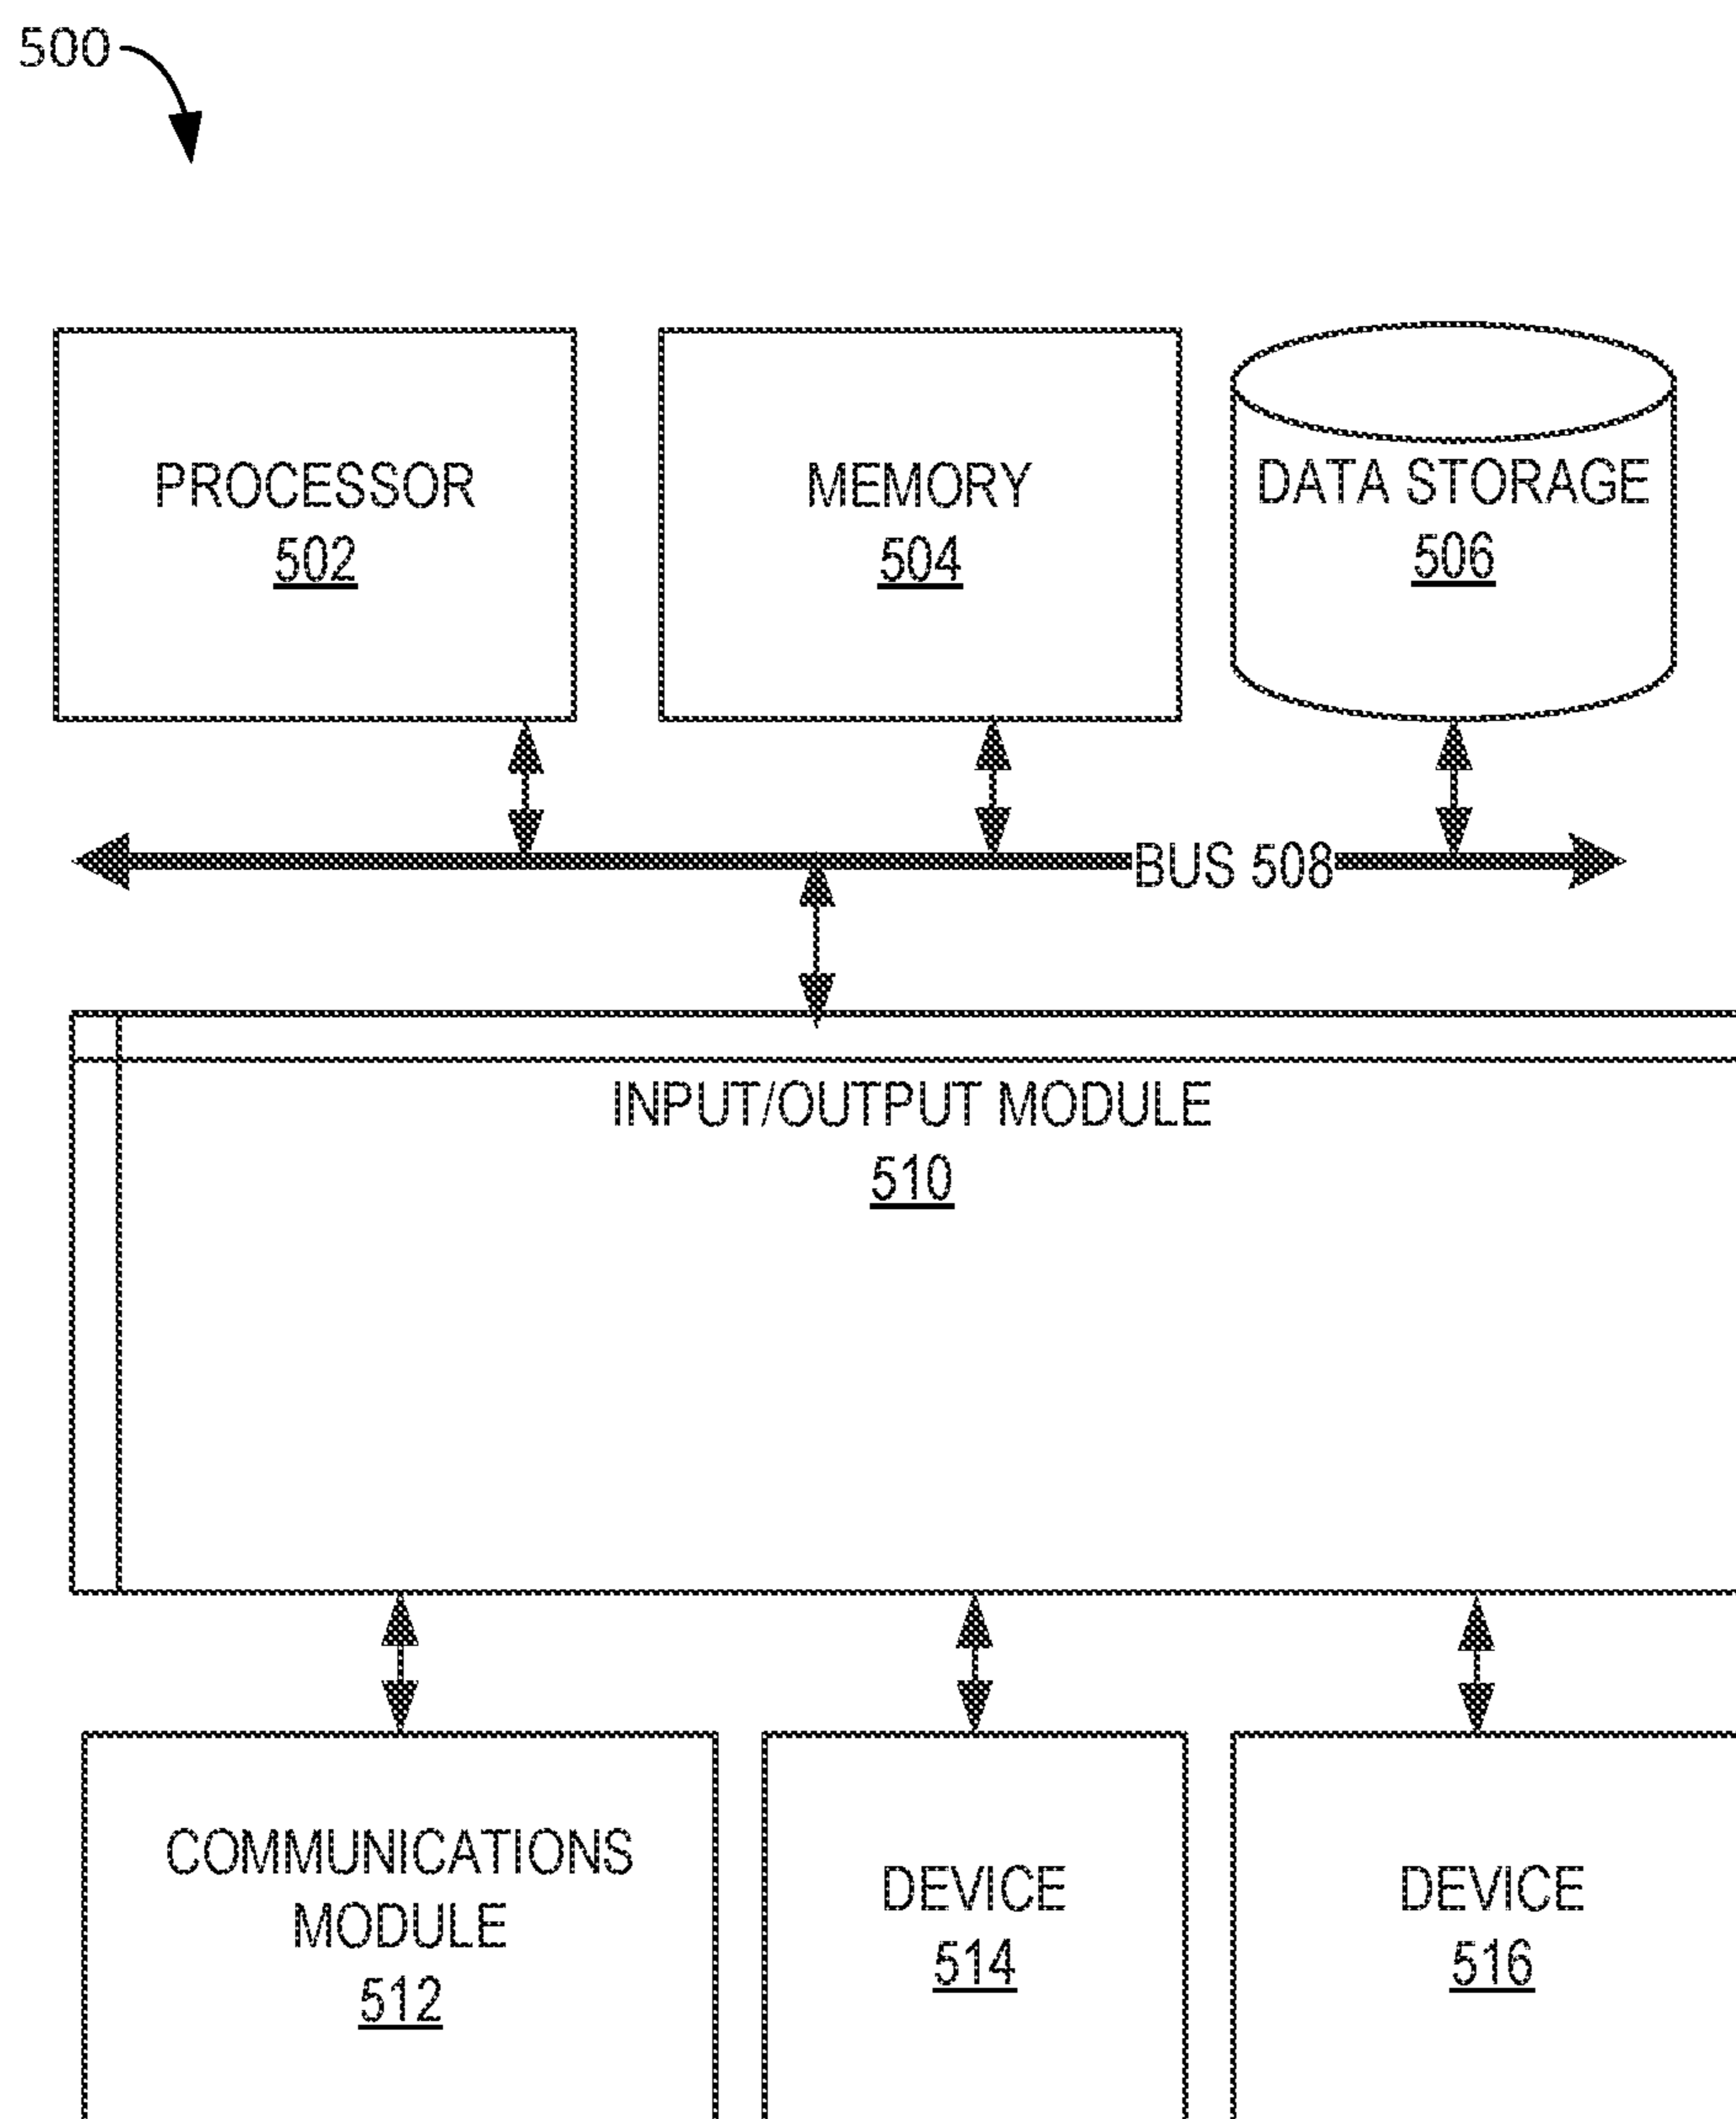 500
PROCESSOR
502
MEMORY
504
DATA STORAGE
506
BUS 508
INPUT/OUTPUT MODULE
510
COMMUNICATIONS
MODULE
512
DEVICE
514
DEVICE
516